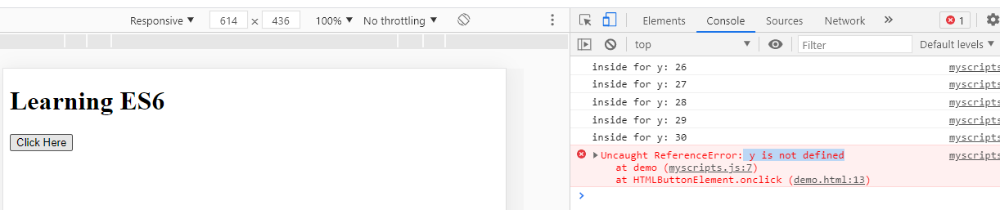 Responsive ▼ 614 × 436 100% ▼ No throttling ▼
Elements Console Sources Network » 1
top ▼ Filter Default levels ▼
Learning ES6
Click Here
inside for y: 26 myscripts
inside for y: 27 myscripts
inside for y: 28 myscripts
inside for y: 29 myscripts
inside for y: 30 myscripts
Uncaught ReferenceError: y is not defined myscripts
at demo (myscripts.js:7)
at HTMLButtonElement.onclick (demo.html:13)